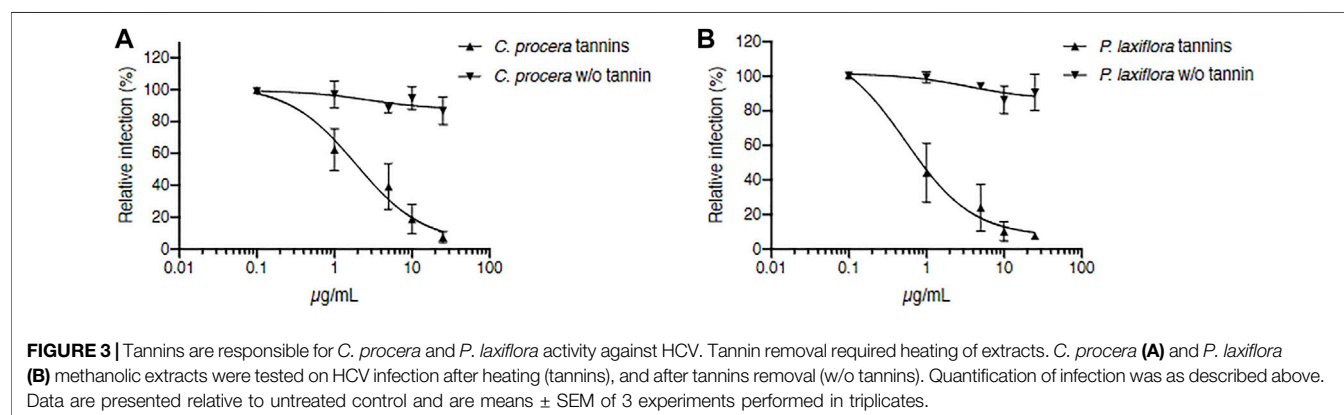 A
120
100
80
60
40
20
0
0.01 0.1 1 10 100
Relative infection (%)
µg/mL
C. procera tannins
C. procera w/o tannin
B
120
100
80
60
40
20
0
0.01 0.1 1 10 100
Relative infection (%)
µg/mL
P. laxiflora tannins
P. laxiflora w/o tannin
FIGURE 3 | Tannins are responsible for C. procera and P. laxiflora activity against HCV. Tannin removal required heating of extracts. C. procera (A) and P. laxiflora
(B) methanolic extracts were tested on HCV infection after heating (tannins), and after tannins removal (w/o tannins). Quantification of infection was as described above.
Data are presented relative to untreated control and are means ± SEM of 3 experiments performed in triplicates.